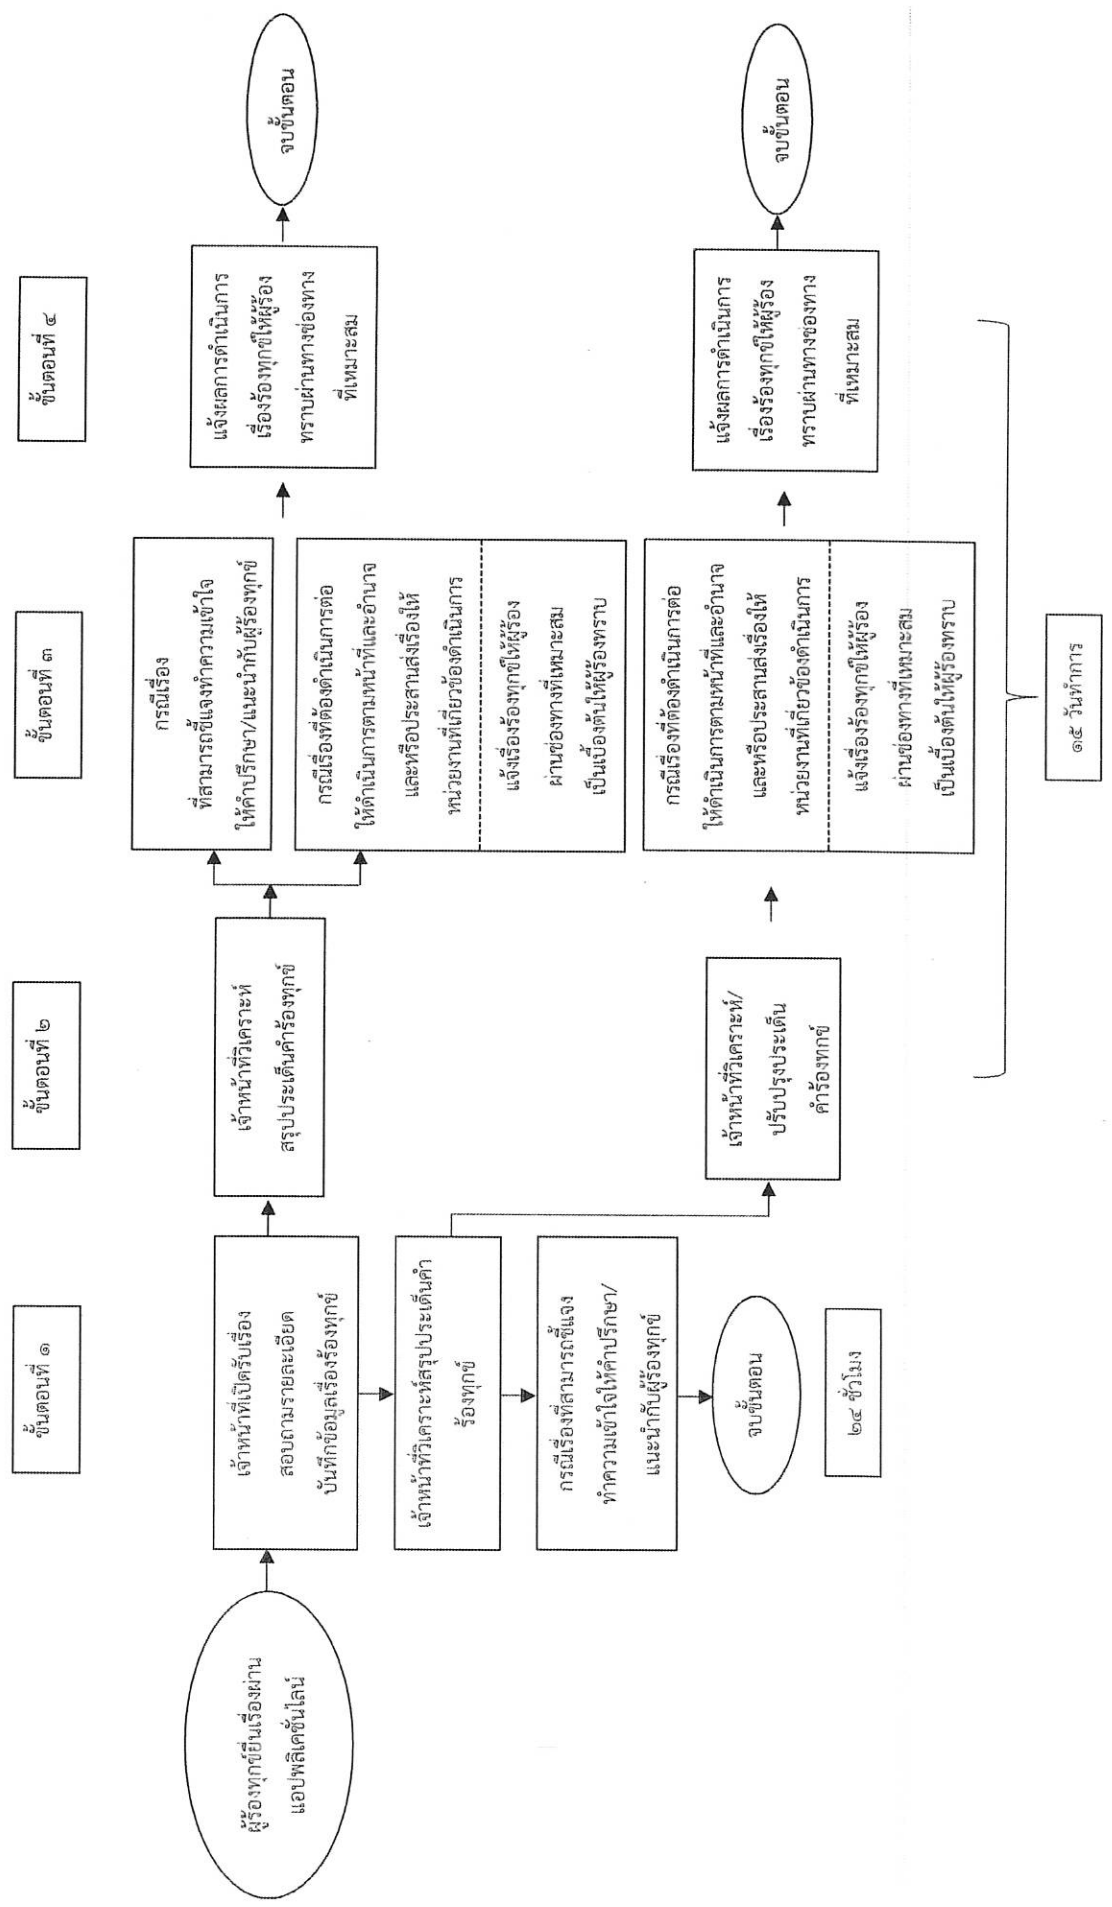 ขั้นตอนที่ ๑
ขั้นตอนที่ ๒
ขั้นตอนที่ ๓
ขั้นตอนที่ ๔
ผู้ร้องทุกข์ยื่นเรื่องผ่าน
แอปพลิเคชั่นไลน์
เจ้าหน้าที่เปิดรับเรื่อง
สอบถามรายละเอียด
บันทึกข้อมูลเรื่องร้องทุกข์
เจ้าหน้าที่วิเคราะห์
สรุปประเด็นคำร้องทุกข์
กรณีเรื่อง
ที่สามารถชี้แจงทำความเข้าใจ
ให้คำปรึกษา/แนะนำกับผู้ร้องทุกข์
กรณีเรื่องที่ต้องดำเนินการต่อ
ให้ดำเนินการตามหน้าที่และอำนาจ
และหรือประสานส่งเรื่องให้
หน่วยงานที่เกี่ยวข้องดำเนินการ
แจ้งเรื่องร้องทุกข์ให้ผู้ร้อง
ผ่านช่องทางที่เหมาะสม
เป็นเบื้องต้นให้ผู้ร้องทราบ
แจ้งผลการดำเนินการ
เรื่องร้องทุกข์ให้ผู้ร้อง
ทราบผ่านทางช่องทาง
ที่เหมาะสม
จบขั้นตอน
เจ้าหน้าที่วิเคราะห์สรุปประเด็นคำ
ร้องทุกข์
กรณีเรื่องที่สามารถชี้แจง
ทำความเข้าใจให้คำปรึกษา/
แนะนำกับผู้ร้องทุกข์
จบขั้นตอน
๒๔ ชั่วโมง
เจ้าหน้าที่วิเคราะห์/
ปรับปรุงประเด็น
คำร้องทุกข์
กรณีเรื่องที่ต้องดำเนินการต่อ
ให้ดำเนินการตามหน้าที่และอำนาจ
และหรือประสานส่งเรื่องให้
หน่วยงานที่เกี่ยวข้องดำเนินการ
แจ้งเรื่องร้องทุกข์ให้ผู้ร้อง
ผ่านช่องทางที่เหมาะสม
เป็นเบื้องต้นให้ผู้ร้องทราบ
แจ้งผลการดำเนินการ
เรื่องร้องทุกข์ให้ผู้ร้อง
ทราบผ่านทางช่องทาง
ที่เหมาะสม
จบขั้นตอน
๑๕ วันทำการ